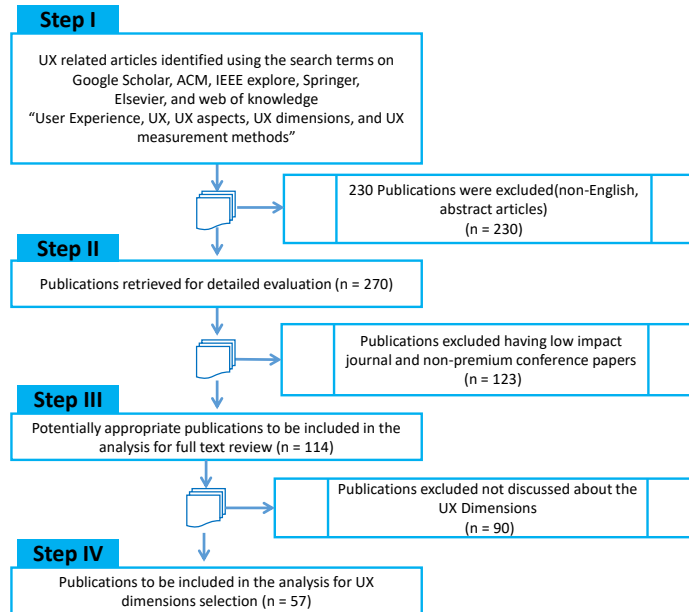 Step I
UX related articles identified using the search terms on
Google Scholar, ACM, IEEE explore, Springer,
Elsevier, and web of knowledge
“User Experience, UX, UX aspects, UX dimensions, and UX
measurement methods”
230 Publications were excluded(non-English,
abstract articles)
(n = 230)
Step II
Publications retrieved for detailed evaluation (n = 270)
Publications excluded having low impact
journal and non-premium conference papers
(n = 123)
Step III
Potentially appropriate publications to be included in the
analysis for full text review (n = 114)
Publications excluded not discussed about the
UX Dimensions
(n = 90)
Step IV
Publications to be included in the analysis for UX
dimensions selection (n = 57)